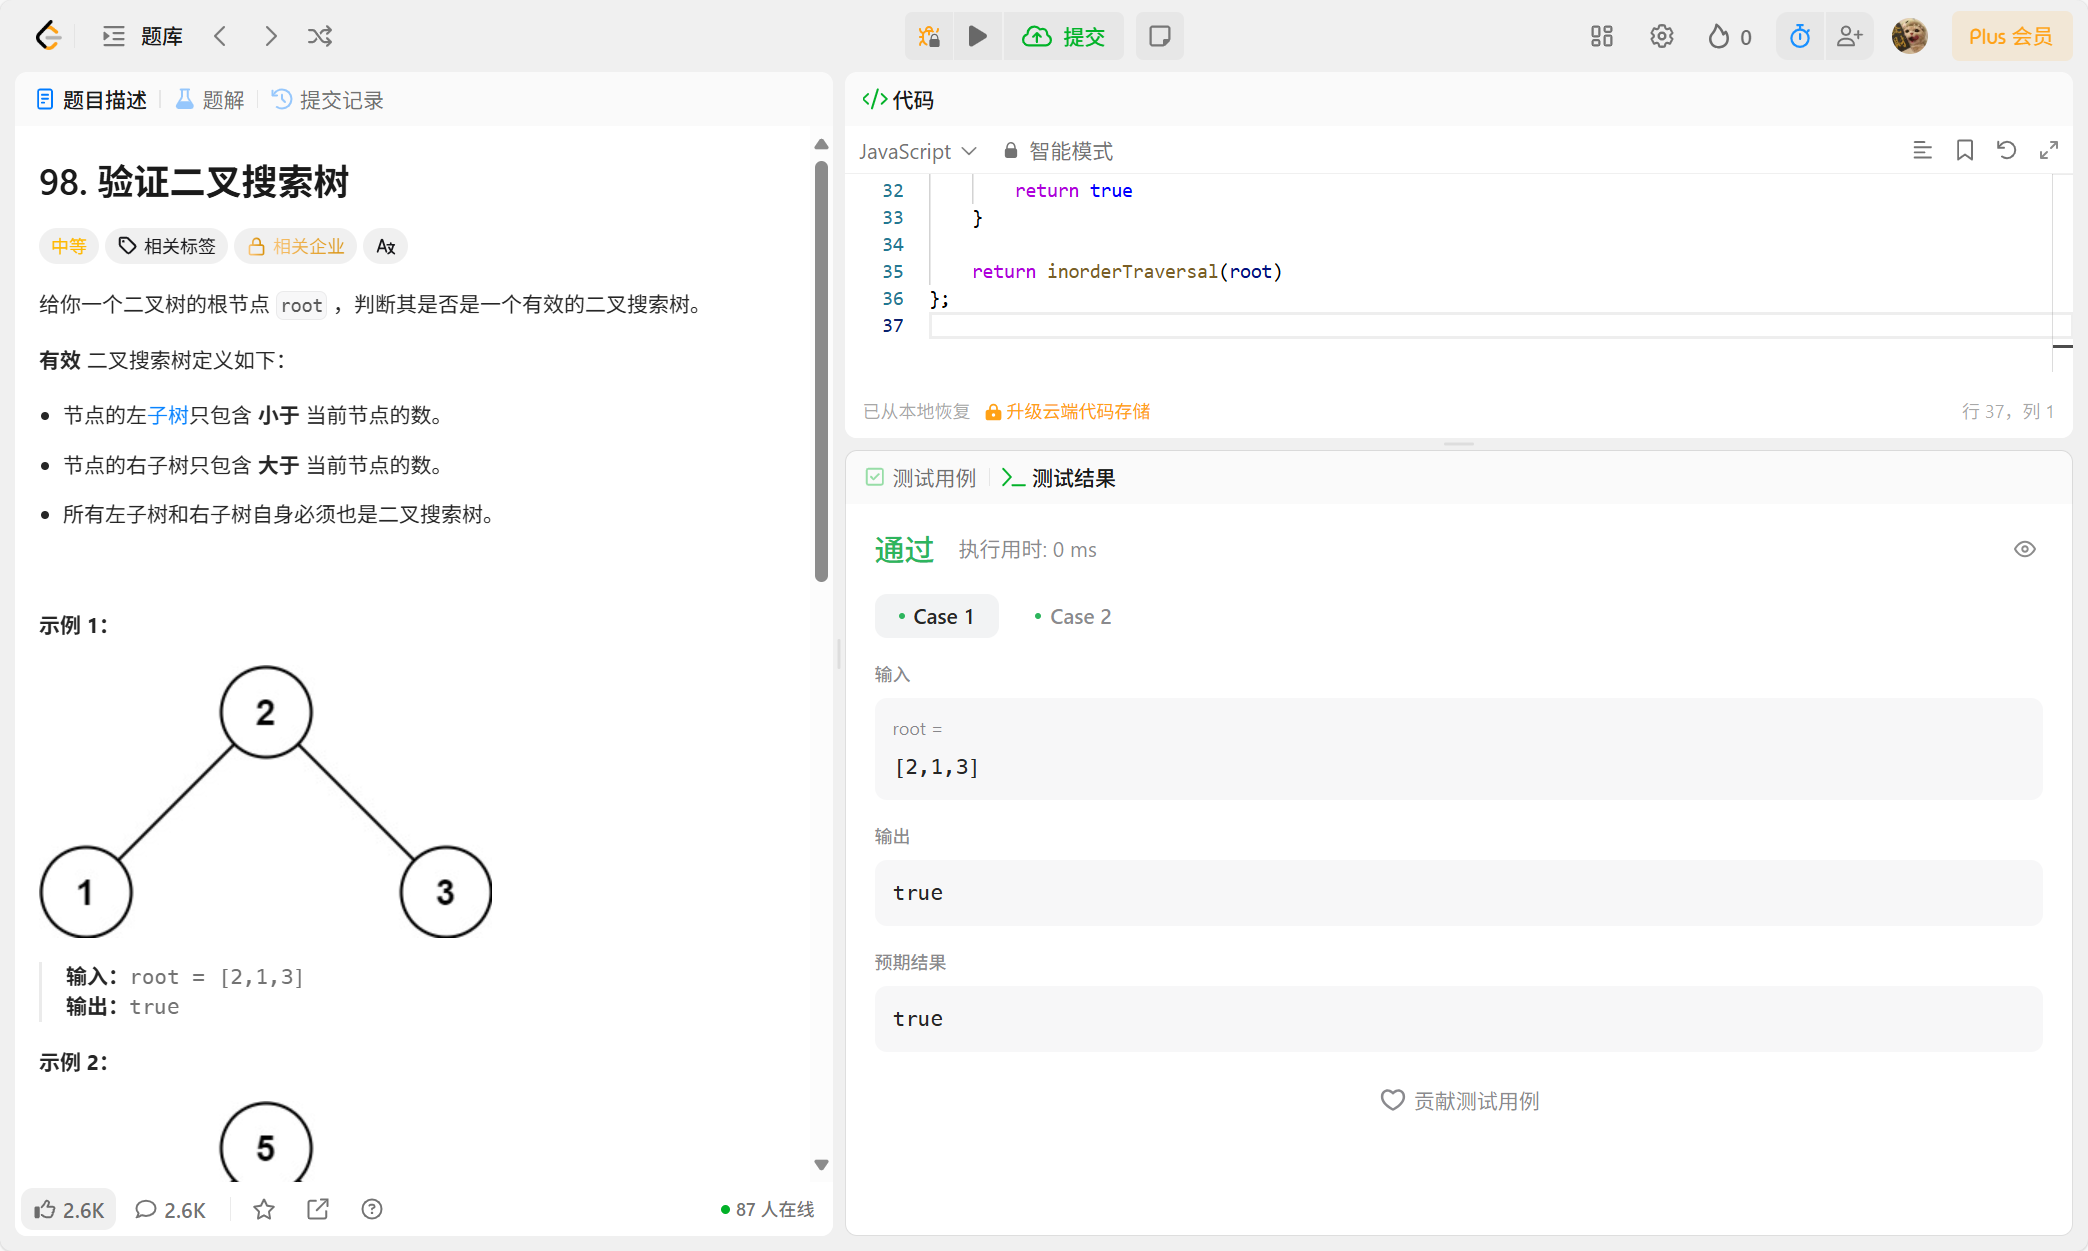 题库
提交
0
Plus 会员
题目描述
题解
提交记录
98. 验证二叉搜索树
中等
相关标签
相关企业
给你一个二叉树的根节点 root ，判断其是否是一个有效的二叉搜索树。
有效 二叉搜索树定义如下：
节点的左子树只包含 小于 当前节点的数。
节点的右子树只包含 大于 当前节点的数。
所有左子树和右子树自身必须也是二叉搜索树。
示例 1：
2
1
3
输入：root = [2,1,3]
输出：true
示例 2：
5
2.6K
2.6K
87 人在线
代码
JavaScript
智能模式
32 return true
33 }
34
35 return inorderTraversal(root)
36 };
37
已从本地恢复
升级云端代码存储
行 37，列 1
测试用例
测试结果
通过
执行用时: 0 ms
Case 1
Case 2
输入
root =
[2,1,3]
输出
true
预期结果
true
贡献测试用例